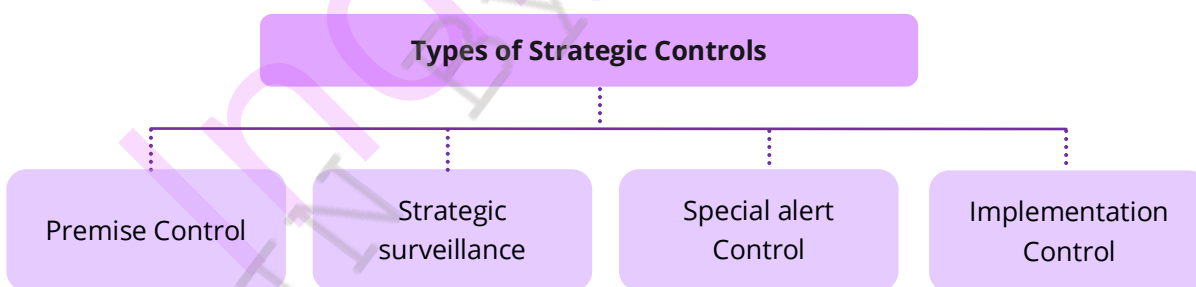 Types of Strategic Controls
Premise Control
Strategic
surveillance
Special alert
Control
Implementation
Control